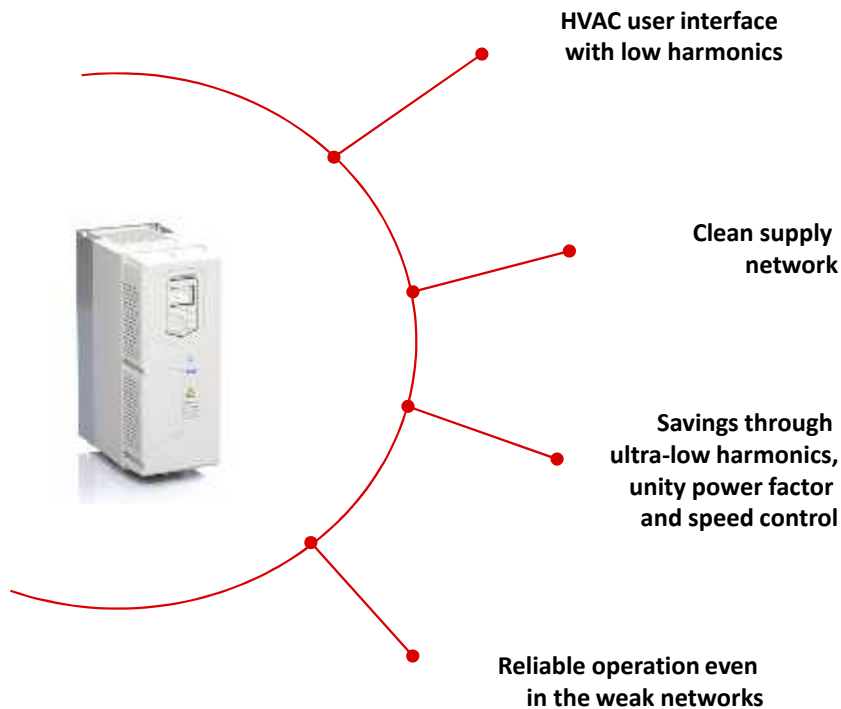 HVAC user interface
with low harmonics
Clean supply
network
Savings through
ultra-low harmonics,
unity power factor
and speed control
Reliable operation even
in the weak networks